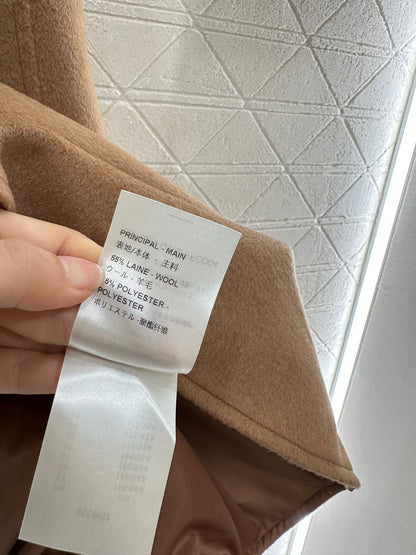 PRINCIPAL - MAIN
表地/本体 - 主料
55% LAINE - WOOL
ウール - 羊毛
5% POLYESTER -
POLYESTER
ポリエステル - 聚酯纤维